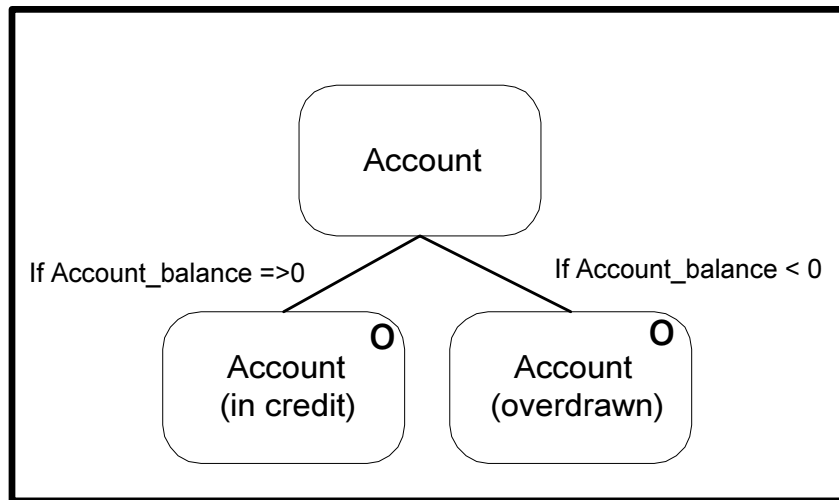 Account
If Account_balance =>0
If Account_balance < 0
O
Account
(in credit)
O
Account
(overdrawn)